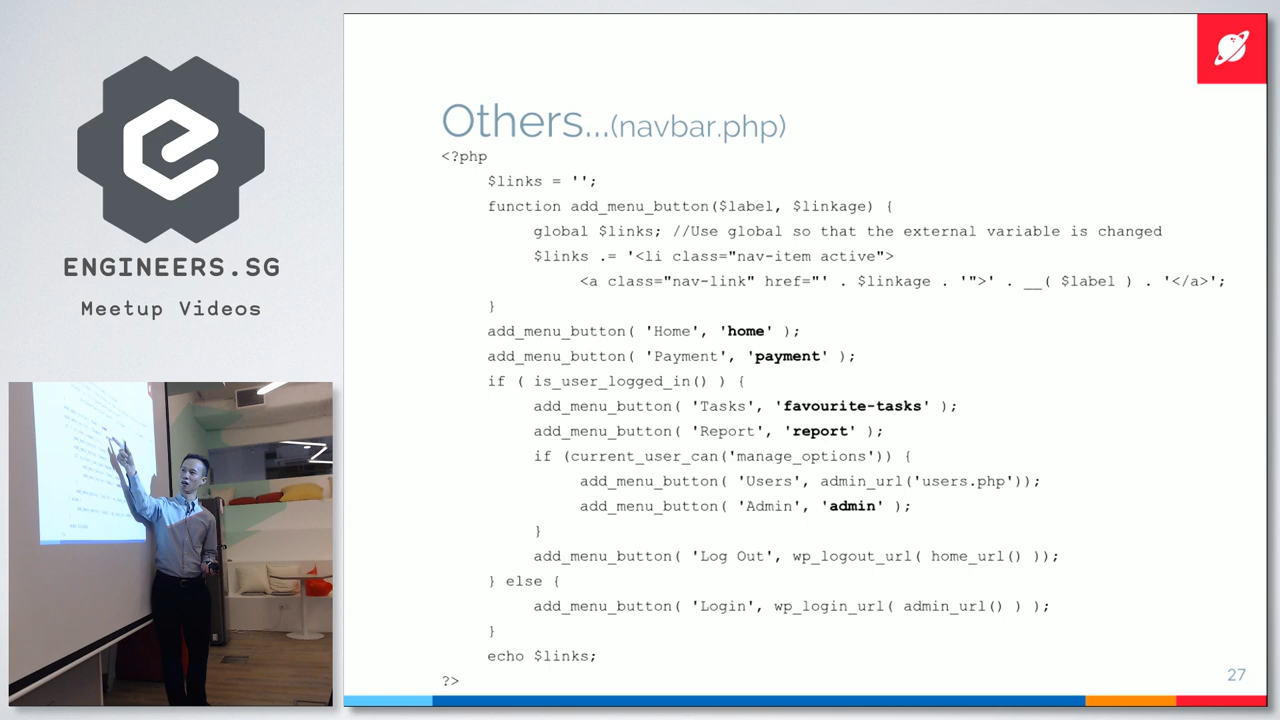 ENGINEERS.SG
Meetup Videos
Others...(navbar.php)
<?php
$links = '';
function add_menu_button($label, $linkage) {
global $links; //Use global so that the external variable is changed
$links .= '<li class="nav-item active">
<a class="nav-link" href="' . $linkage . '">' . __( $label ) . '</a>';
}
add_menu_button( 'Home', 'home' );
add_menu_button( 'Payment', 'payment' );
if ( is_user_logged_in() ) {
add_menu_button( 'Tasks', 'favourite-tasks' );
add_menu_button( 'Report', 'report' );
if (current_user_can('manage_options')) {
add_menu_button( 'Users', admin_url('users.php'));
add_menu_button( 'Admin', 'admin' );
}
add_menu_button( 'Log Out', wp_logout_url( home_url() ));
} else {
add_menu_button( 'Login', wp_login_url( admin_url() ) );
}
echo $links;
?>
27